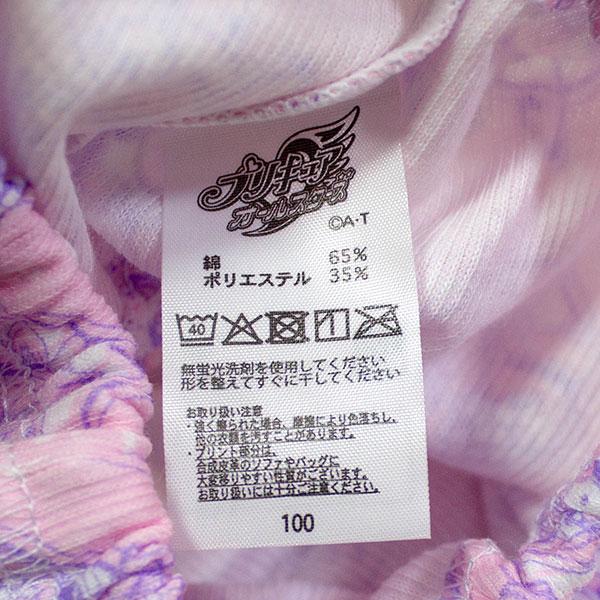 プリキュア
オールスターズ
©A·T
綿 65%
ポリエステル 35%
40
無蛍光洗剤を使用してください
形を整えてすぐに干してください
お取り扱い注意
・強く擦られた場合、摩擦により色落ちし、
他の衣類を汚すことがあります。
・プリント部分は、
合成皮革のソファやバッグに
大変移りやすい性質がございます。
お取り扱いには十分ご注意ください。
100